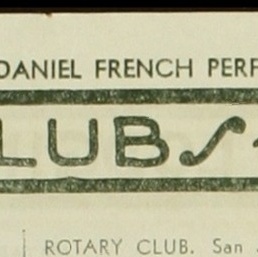 DANIEL FRENCH PERF
LUBS
ROTARY CLUB. San